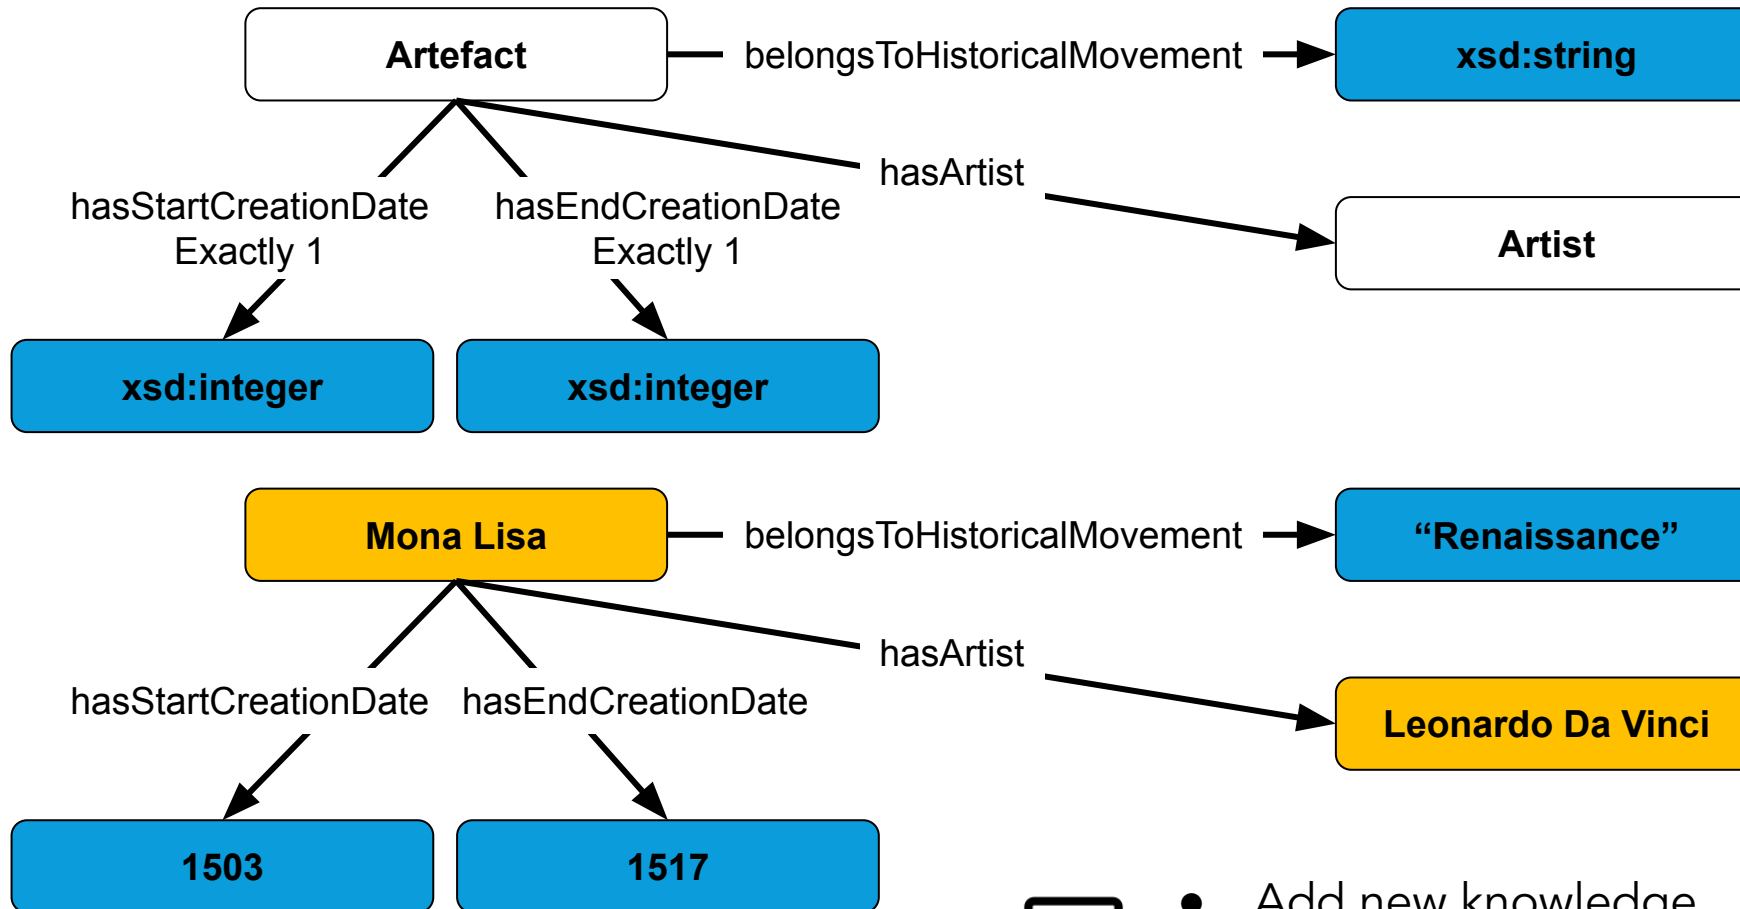 Artefact
belongsToHistoricalMovement
xsd:string
hasArtist
hasStartCreationDate
Exactly 1
hasEndCreationDate
Exactly 1
Artist
xsd:integer
xsd:integer
Mona Lisa
belongsToHistoricalMovement
“Renaissance”
hasArtist
hasStartCreationDate
hasEndCreationDate
Leonardo Da Vinci
1503
1517
• Add new knowledge